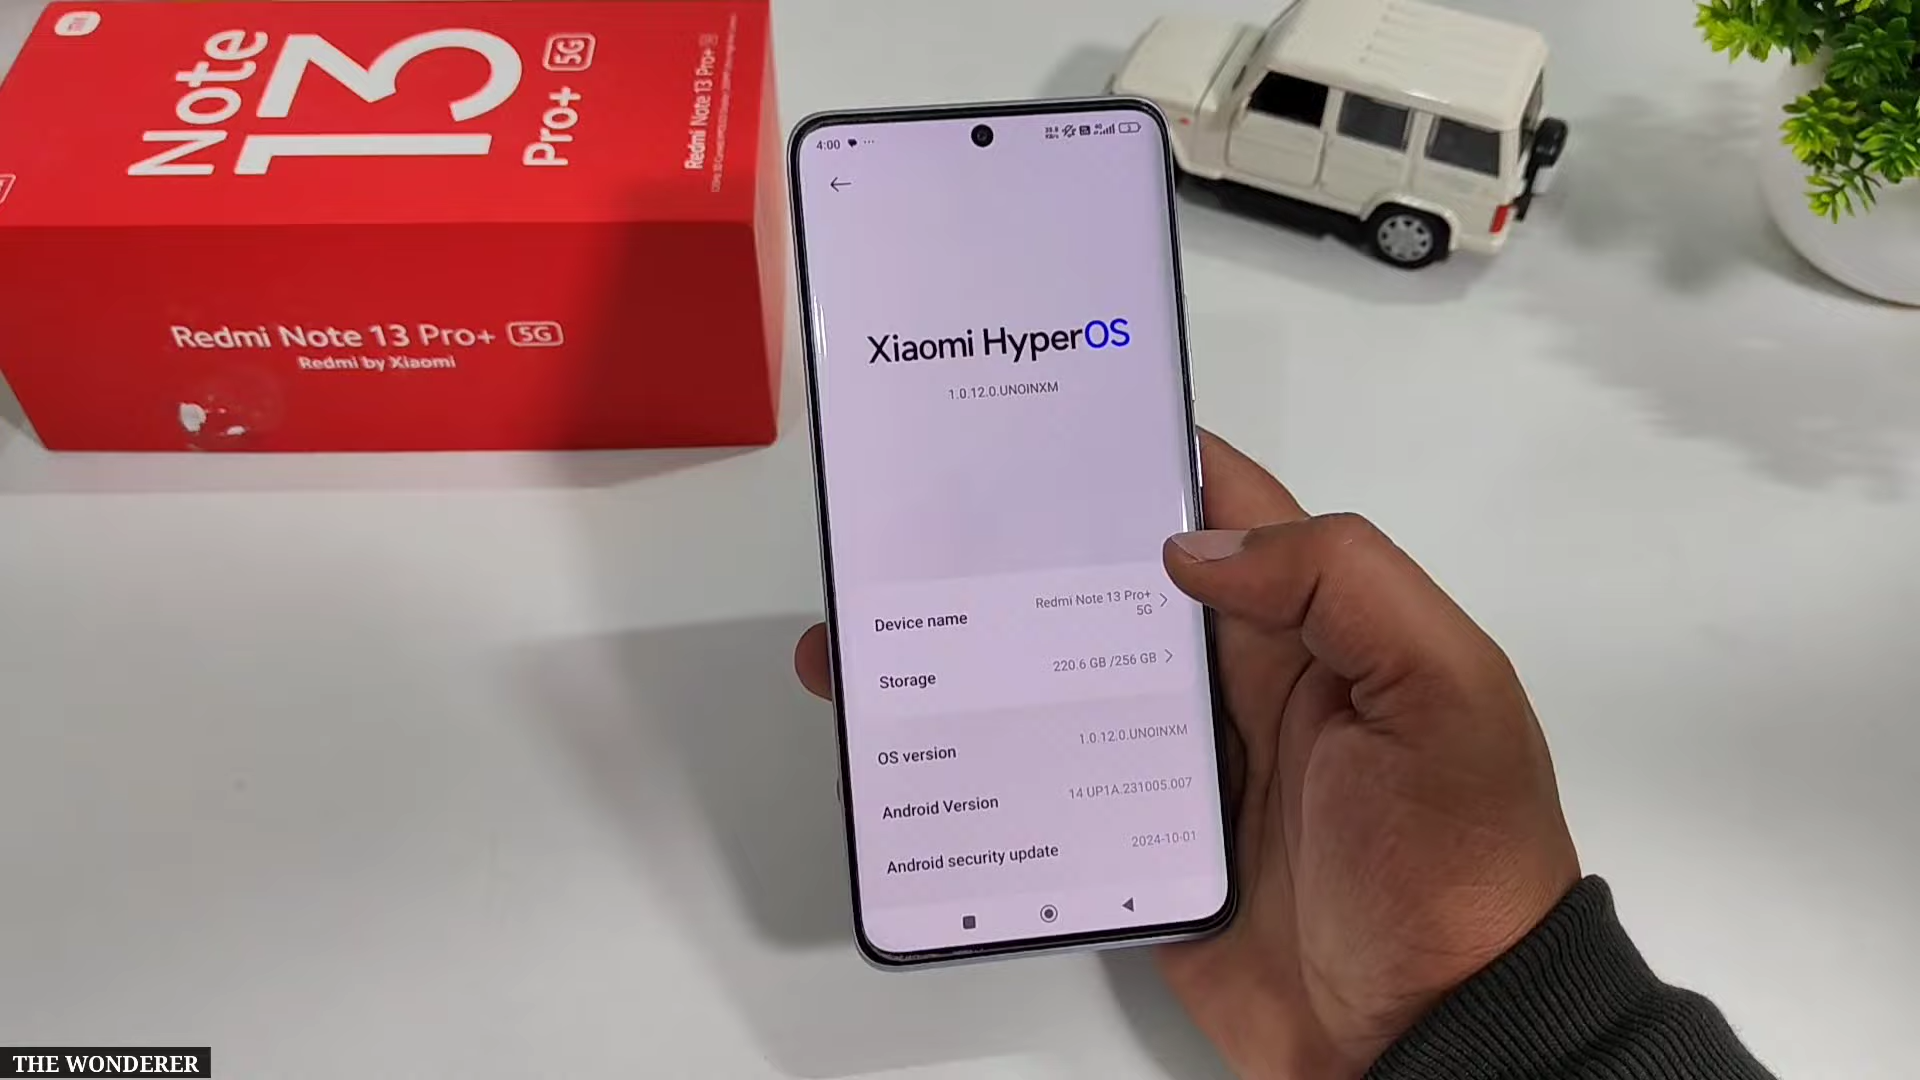 mi
Note
13
Pro+ 5G
Redmi Note 13 Pro+
Redmi Note 13 Pro+ 5G
Redmi by Xiaomi
4:00
Xiaomi HyperOS
1.0.12.0.UNOINXM
Device name
Redmi Note 13 Pro+
5G
Storage
220.6 GB /256 GB
OS version
1.0.12.0.UNOINXM
Android Version
14 UP1A.231005.007
Android security update
2024-10-01
THE WONDERER